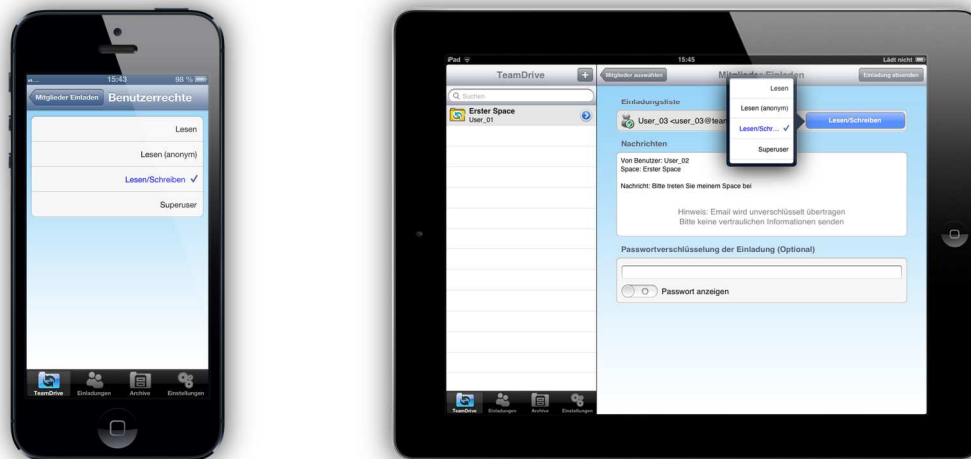 15:43
98 %
Mitglieder Einladen
Benutzerrechte
Lesen
Lesen (anonym)
Lesen/Schreiben
Superuser
TeamDrive
Einladungen
Archive
Einstellungen
iPad
15:45
Lädt nicht
TeamDrive
+
Mitglieder auswählen
Einladung absenden
Suchen
Erster Space
User_01
Lesen
Lesen (anonym)
Lesen/Schr...
Superuser
Einladungsliste
User_03 <user_03@tea
Lesen/Schreiben
Nachrichten
Von Benutzer: User_02
Space: Erster Space
Nachricht: Bitte treten Sie meinem Space bei
Hinweis: Email wird unverschlüsselt übertragen
Bitte keine vertraulichen Informationen senden
Passwortverschlüsselung der Einladung (Optional)
Passwort anzeigen
TeamDrive
Einladungen
Archive
Einstellungen